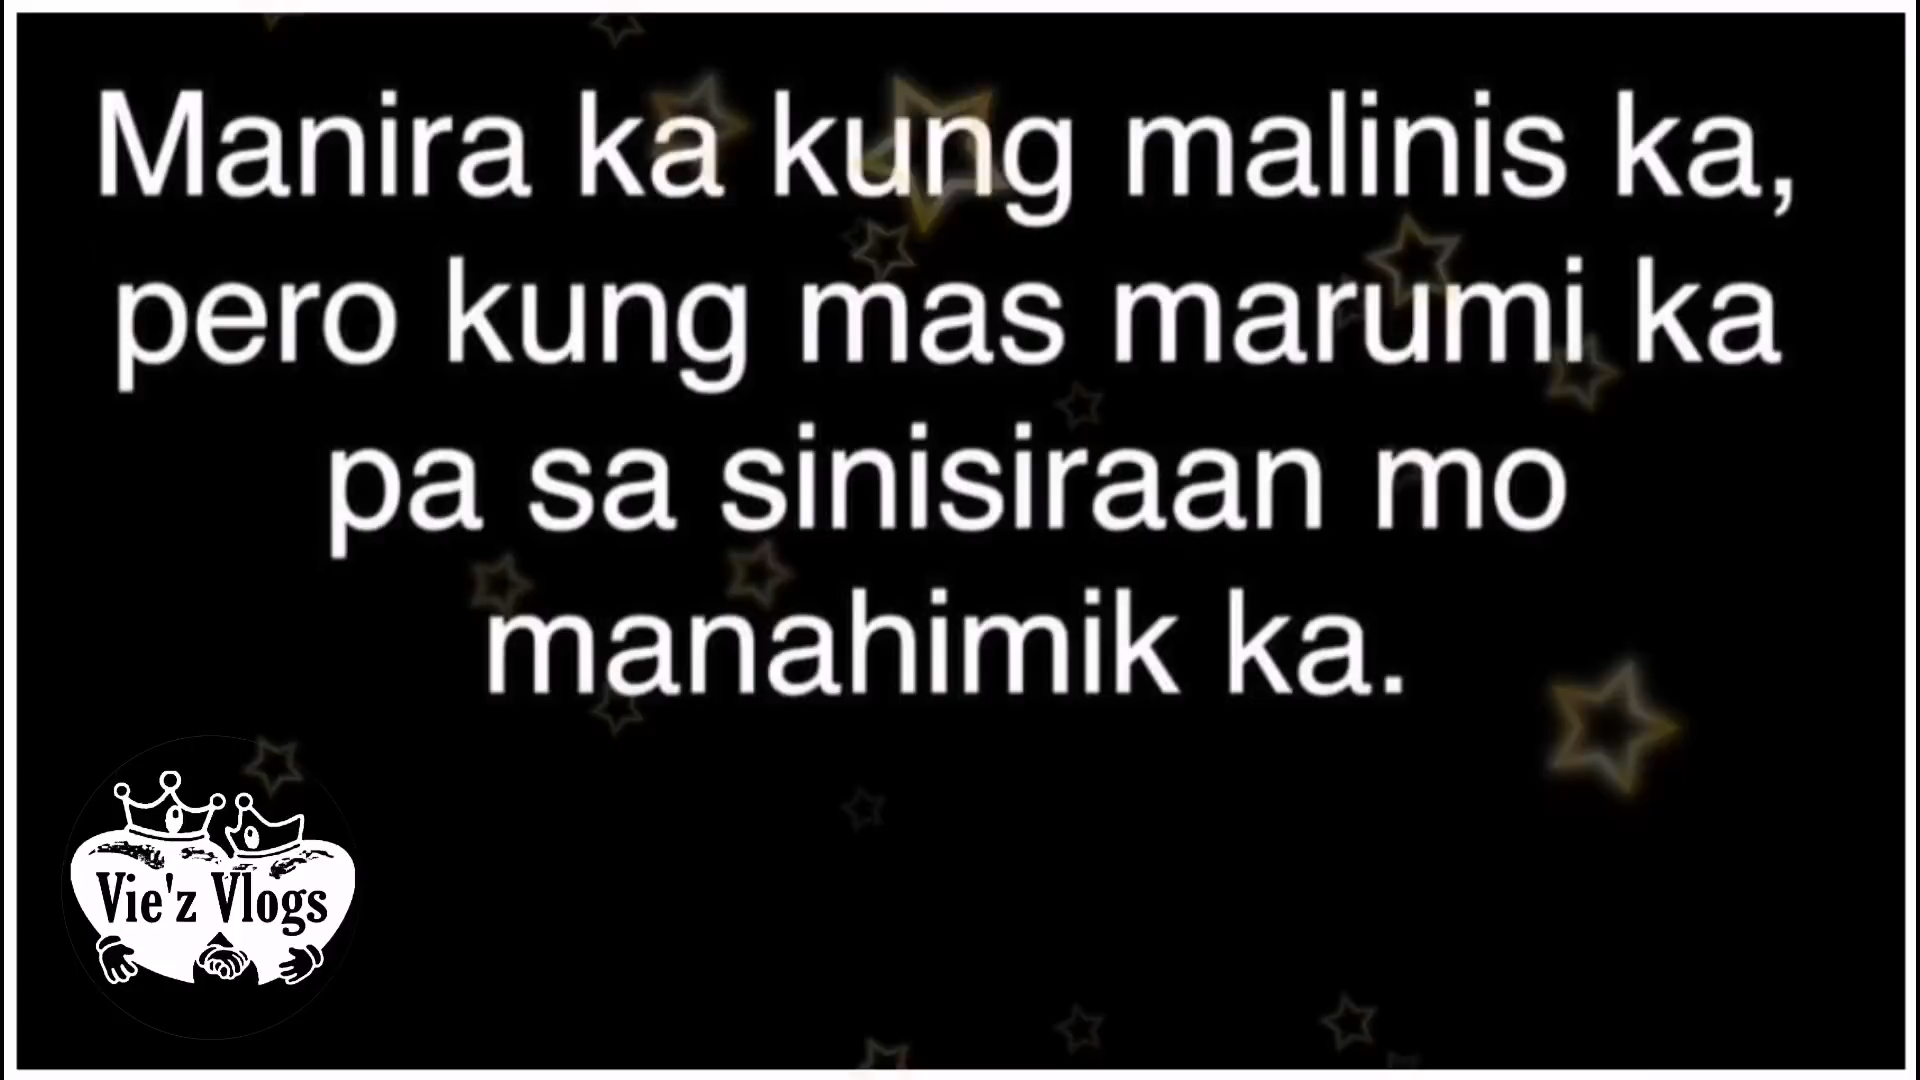 Manira ka kung malinis ka,
pero kung mas marumi ka
pa sa sinisiraan mo
manahimik ka.
Vie'z Vlogs